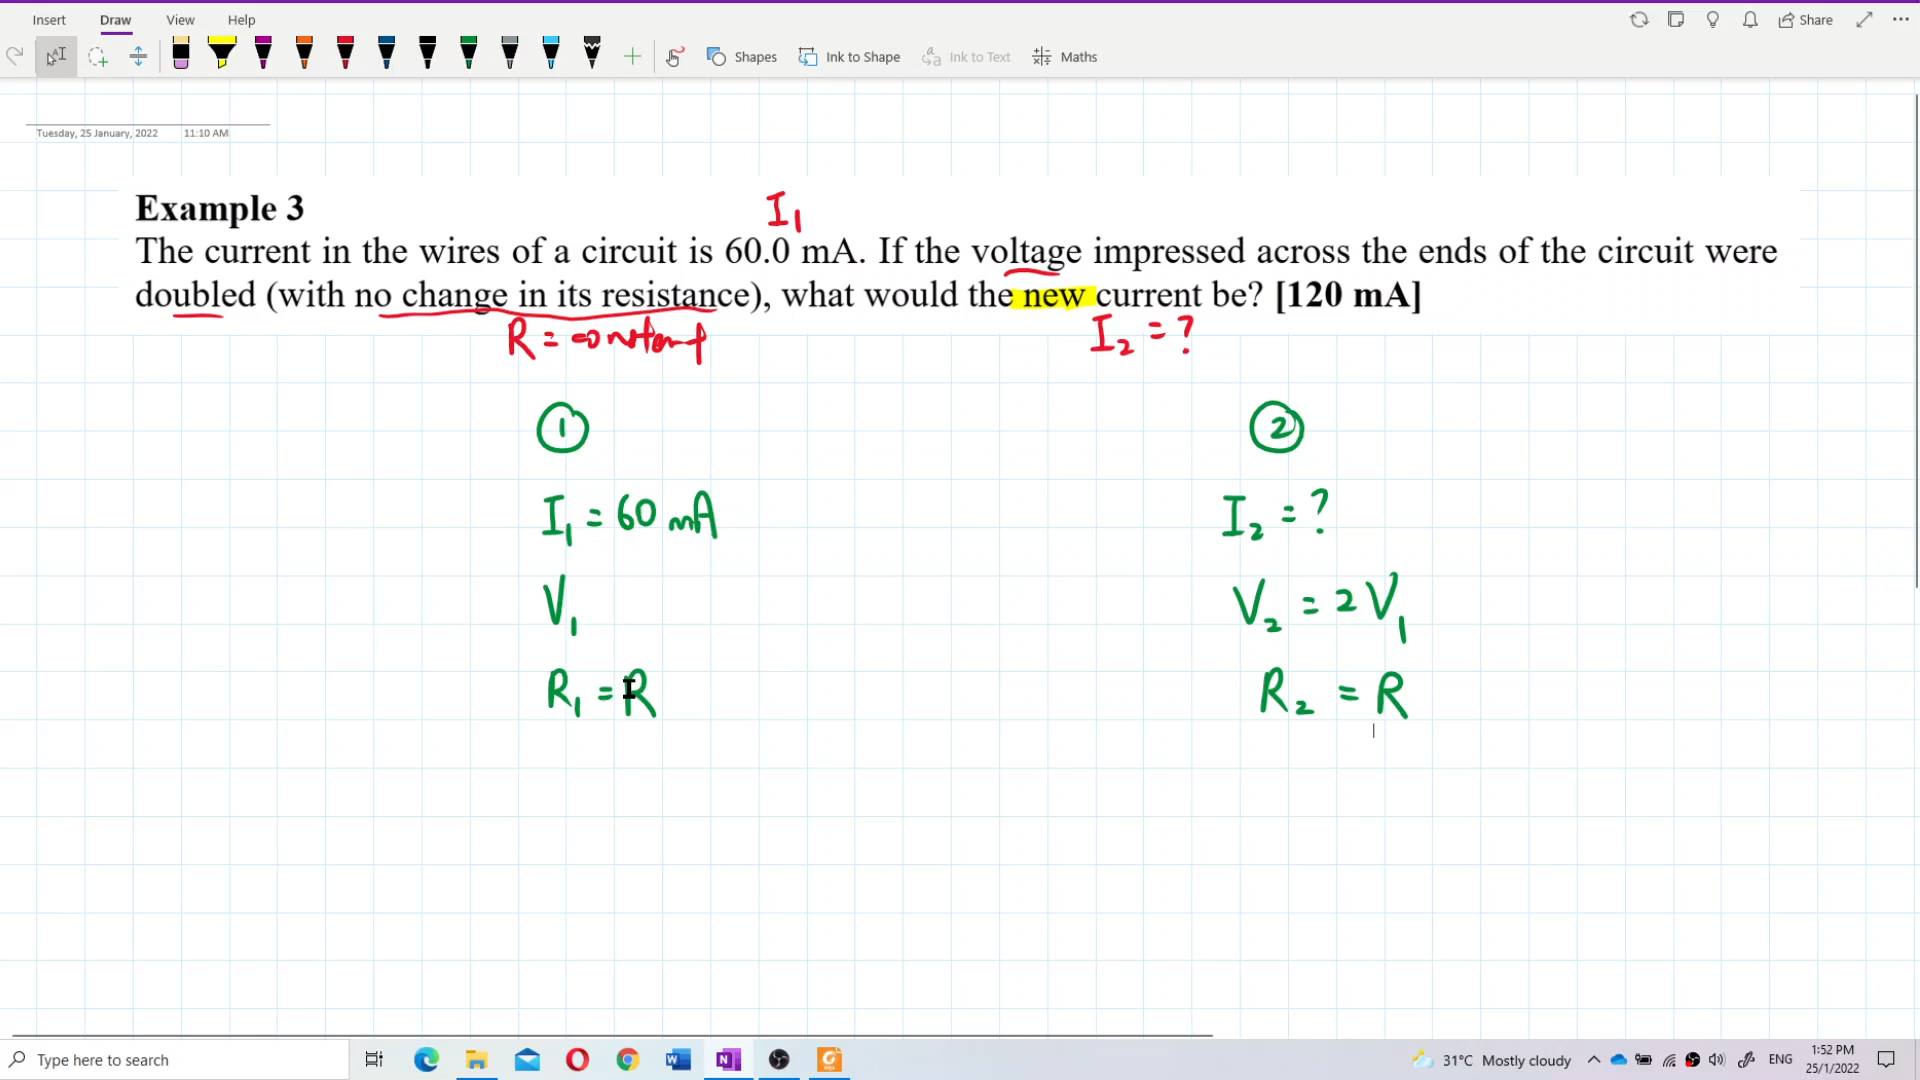 Insert Draw View Help
Share
Shapes Ink to Shape Ink to Text Maths
Tuesday, 25 January, 2022 11:10 AM
Example 3
I₁
The current in the wires of a circuit is 60.0 mA. If the voltage impressed across the ends of the circuit were
doubled (with no change in its resistance), what would the new current be? [120 mA]
R = constant I₂ = ?
① ②
I₁ = 60 mA I₂ = ?
V₁ V₂ = 2V₁
R₁ = R R₂ = R
Type here to search
31°C Mostly cloudy
ENG
1:52 PM
25/1/2022